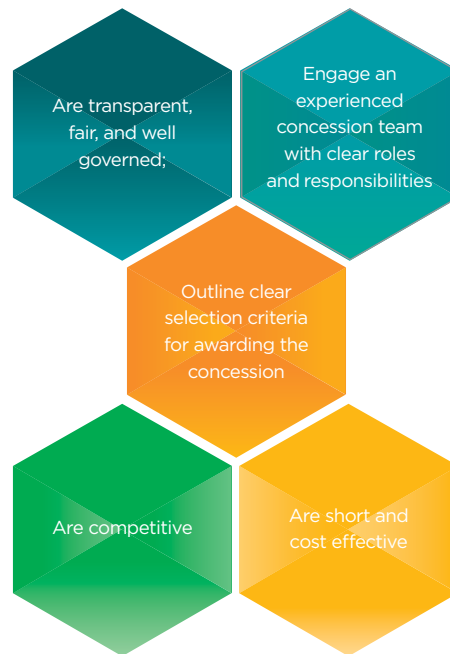 Are transparent,
fair, and well
governed;
Engage an
experienced
concession team
with clear roles
and responsibilities
Outline clear
selection criteria
for awarding the
concession
Are competitive
Are short and
cost effective